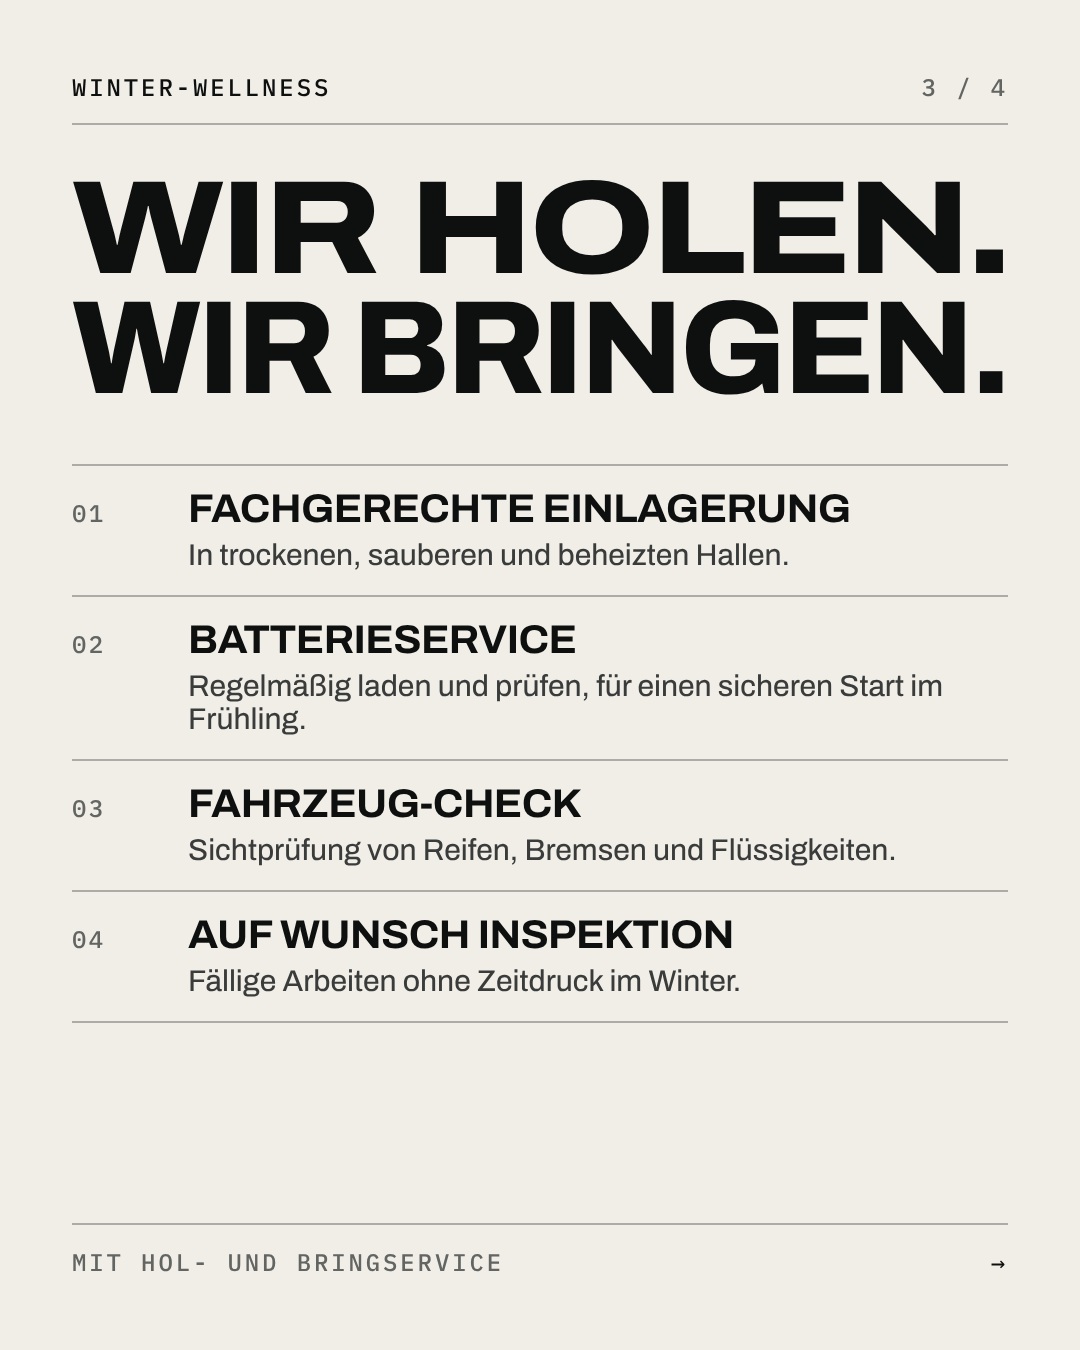 WINTER-WELLNESS
3 / 4
WIR HOLEN.
WIR BRINGEN.
01
FACHGERECHTE EINLAGERUNG
In trockenen, sauberen und beheizten Hallen.
02
BATTERIESERVICE
Regelmäßig laden und prüfen, für einen sicheren Start im
Frühling.
03
FAHRZEUG-CHECK
Sichtprüfung von Reifen, Bremsen und Flüssigkeiten.
04
AUF WUNSCH INSPEKTION
Fällige Arbeiten ohne Zeitdruck im Winter.
MIT HOL- UND BRINGSERVICE
→